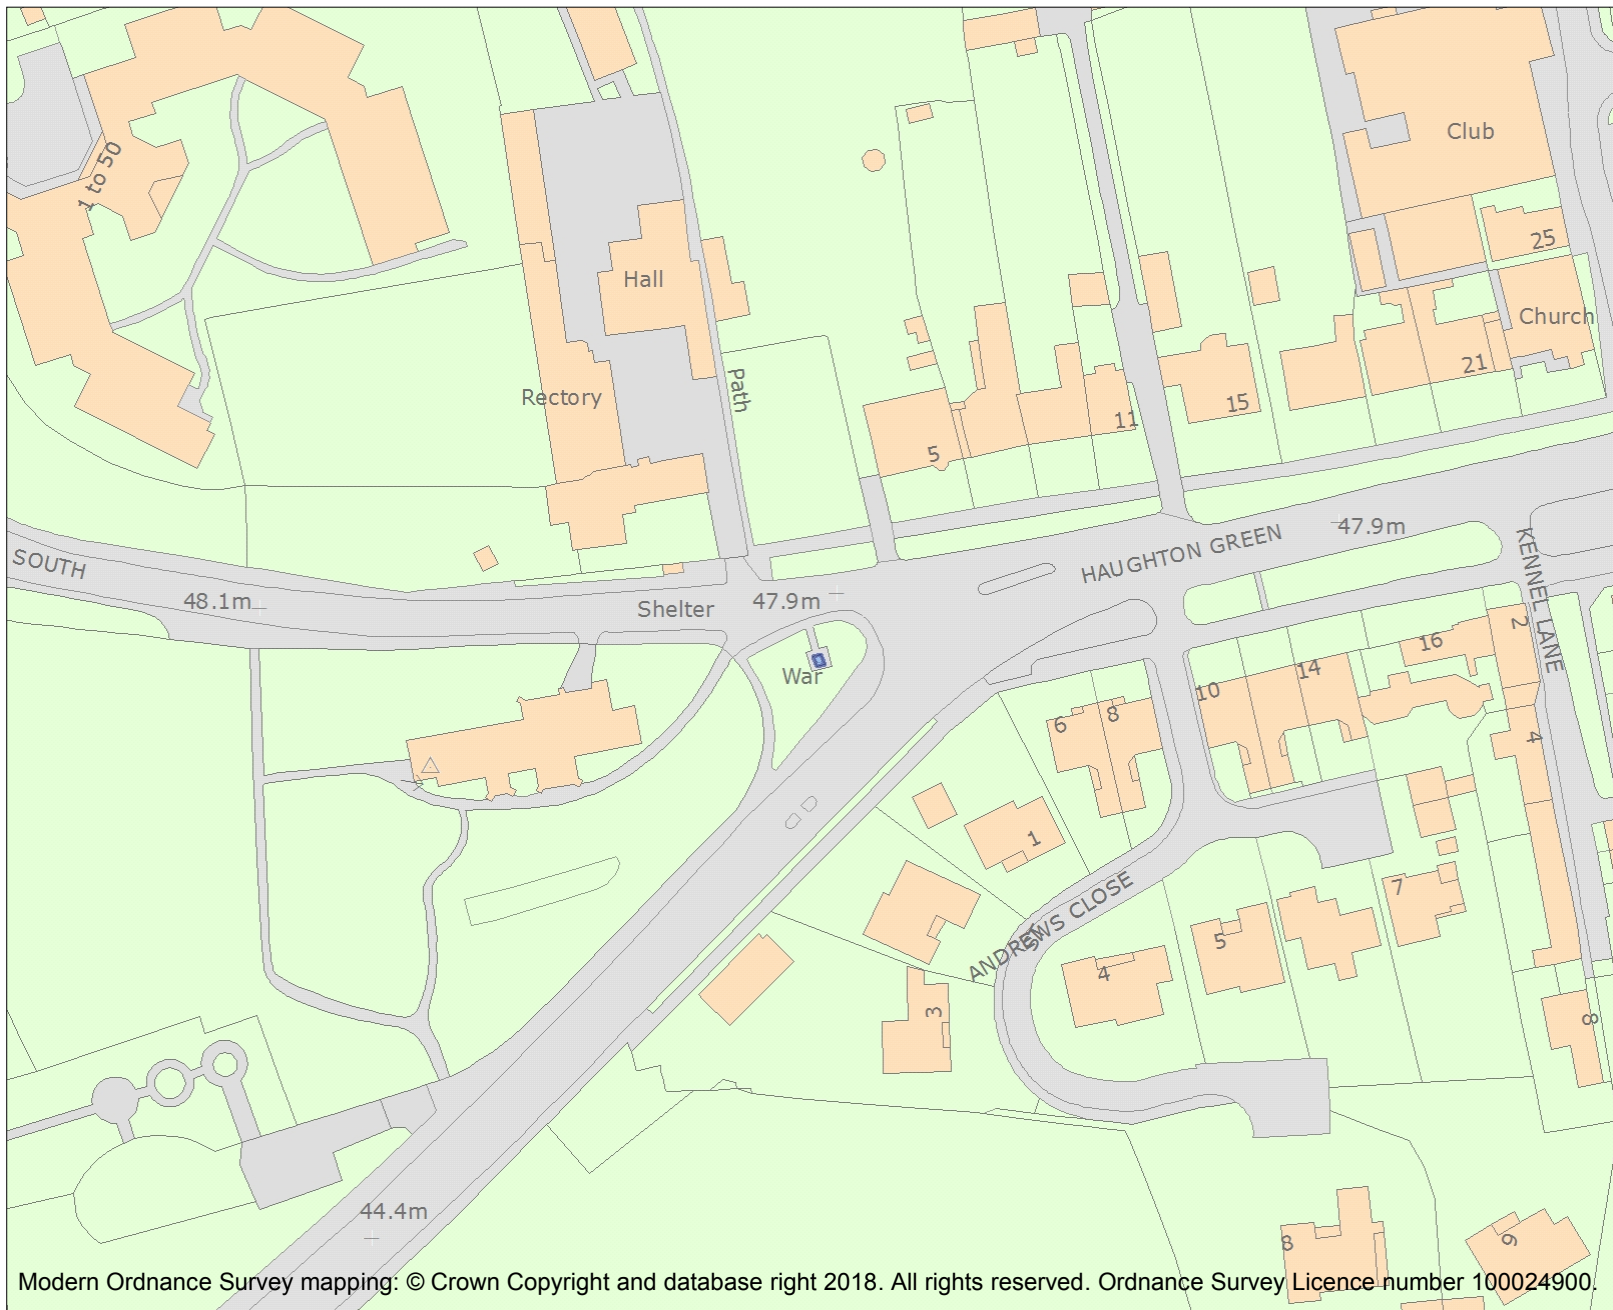 Club
1 to 50
25
Hall
Church
21
Path
Rectory
15
11
5
HAUGHTON GREEN
47.9m
KENNEL LANE
SOUTH
48.1m
Shelter
47.9m
2
16
War
14
10
8
6
4
1
7
ANDREWS CLOSE
5
4
3
8
44.4m
8
9
Modern Ordnance Survey mapping: © Crown Copyright and database right 2018. All rights reserved. Ordnance Survey Licence number 100024900.